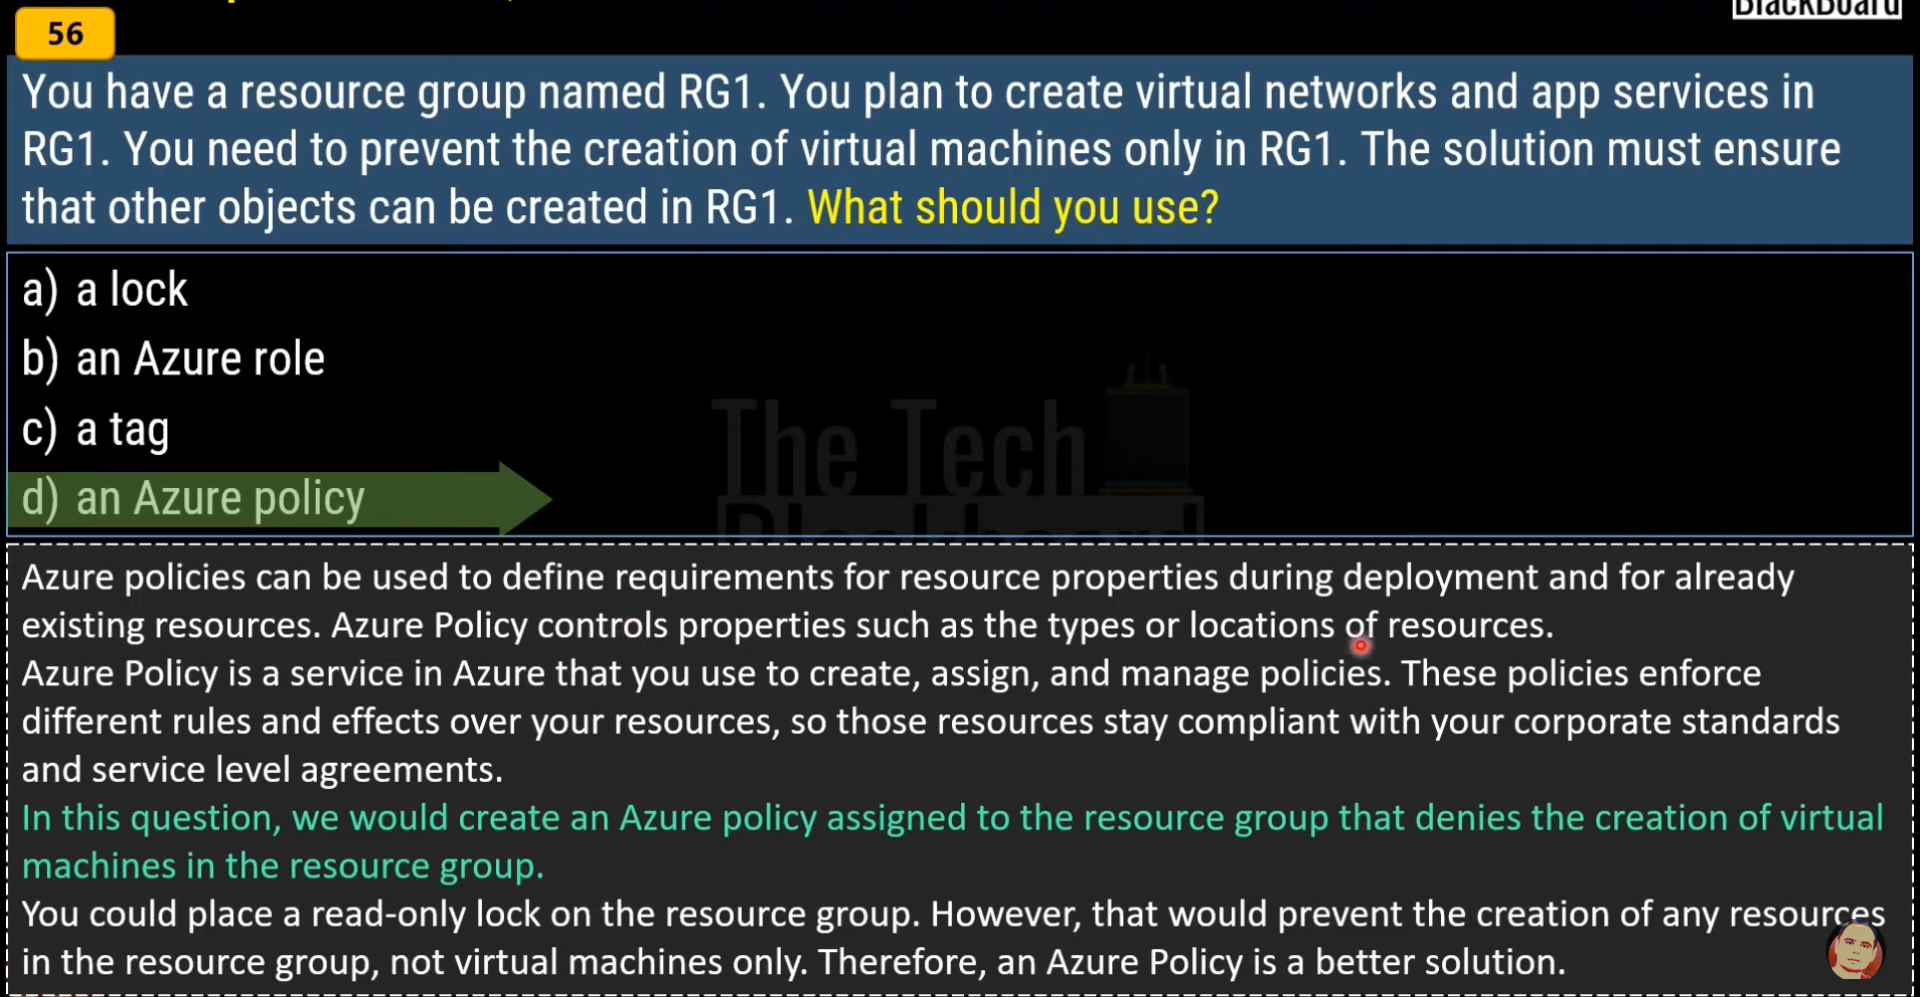 BlackBoard
56
You have a resource group named RG1. You plan to create virtual networks and app services in
RG1. You need to prevent the creation of virtual machines only in RG1. The solution must ensure
that other objects can be created in RG1. What should you use?
a) a lock
b) an Azure role
c) a tag
d) an Azure policy
The Tech
Blackboard
Azure policies can be used to define requirements for resource properties during deployment and for already
existing resources. Azure Policy controls properties such as the types or locations of resources.
Azure Policy is a service in Azure that you use to create, assign, and manage policies. These policies enforce
different rules and effects over your resources, so those resources stay compliant with your corporate standards
and service level agreements.
In this question, we would create an Azure policy assigned to the resource group that denies the creation of virtual
machines in the resource group.
You could place a read-only lock on the resource group. However, that would prevent the creation of any resources
in the resource group, not virtual machines only. Therefore, an Azure Policy is a better solution.